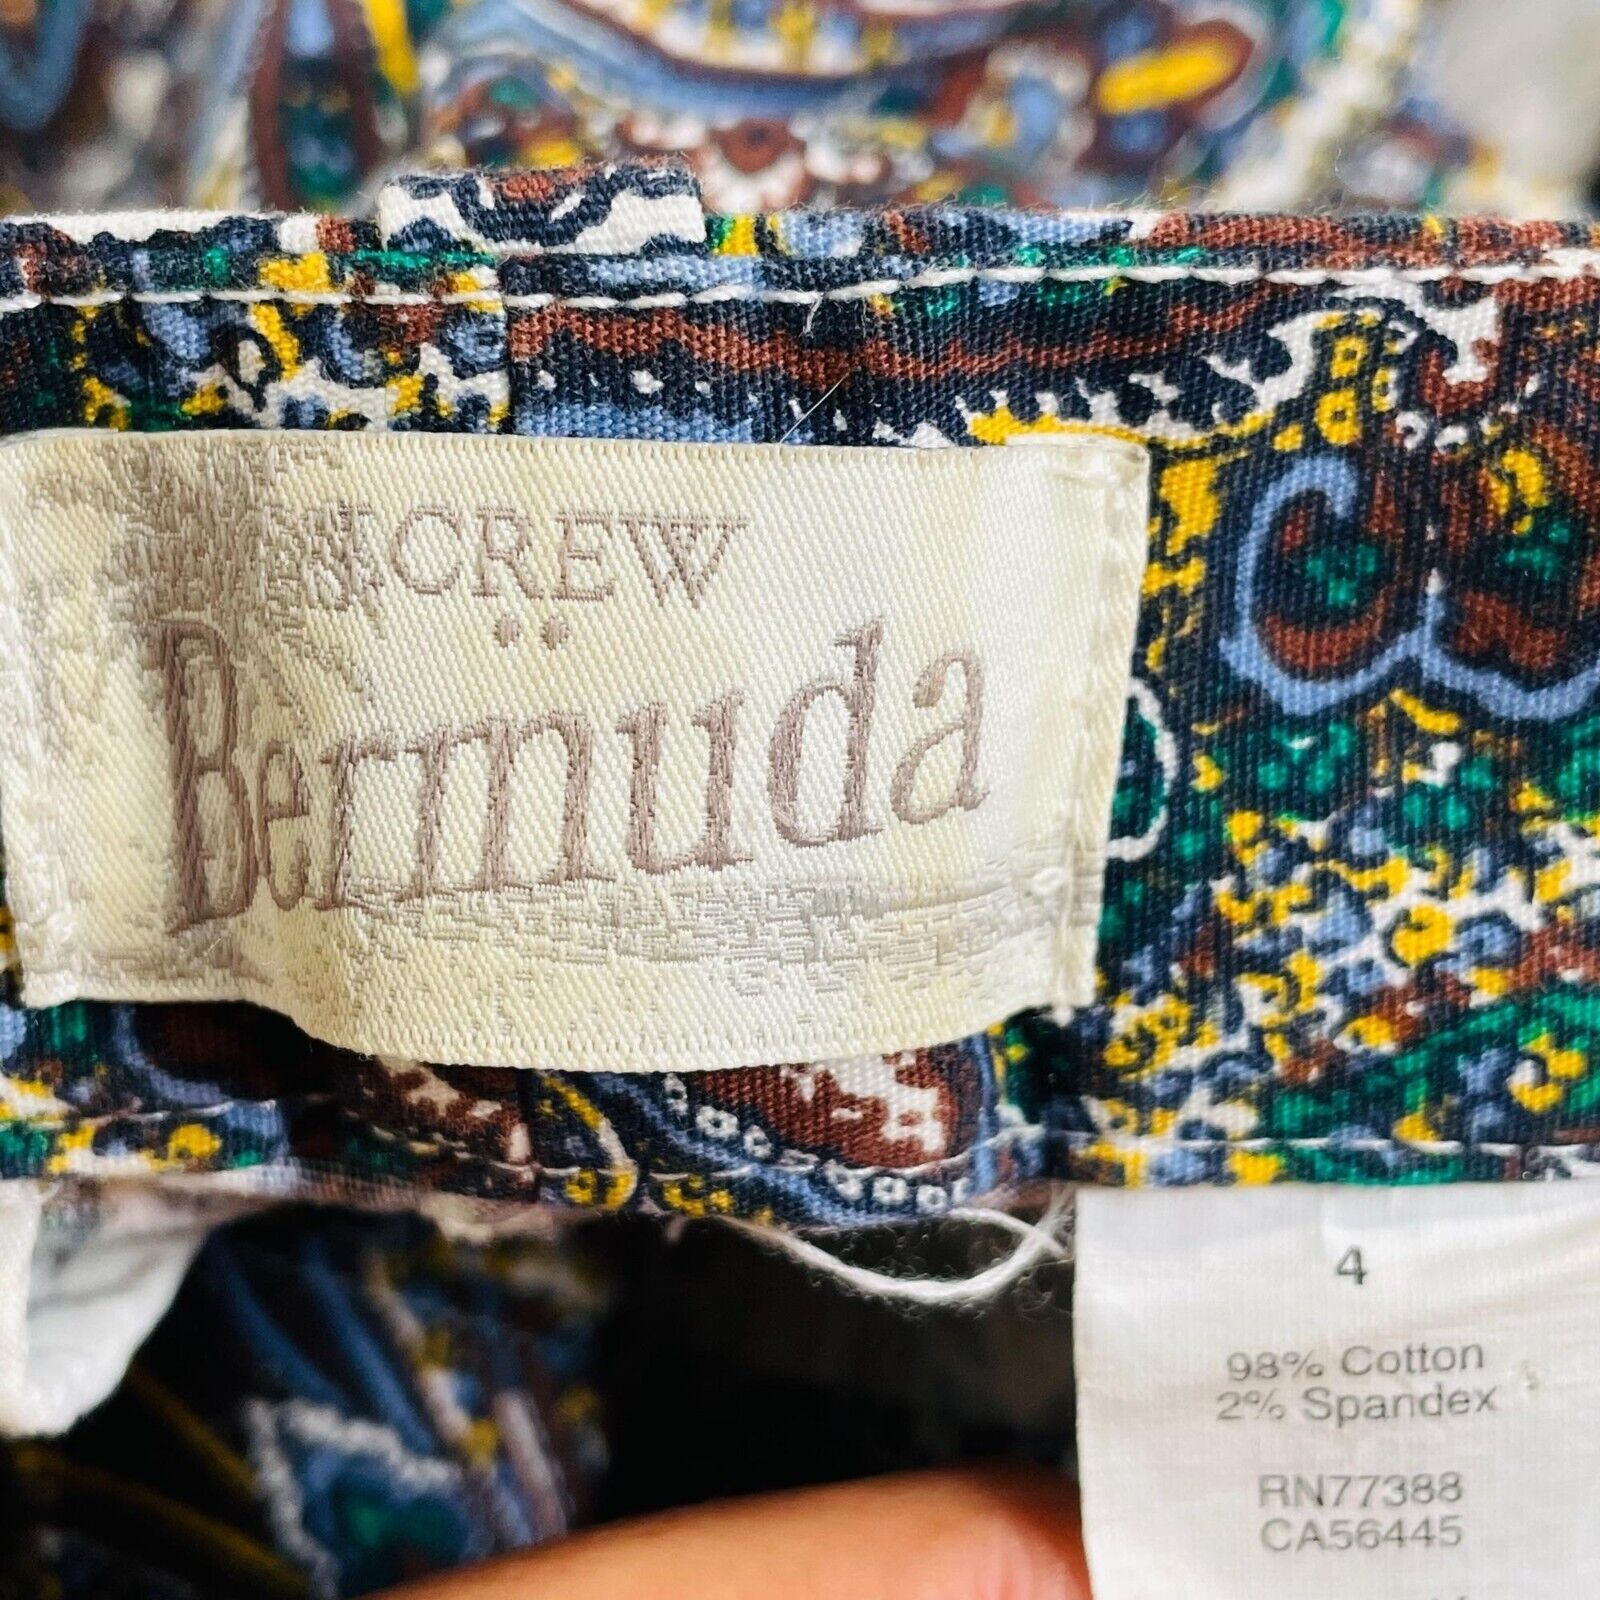 J.CREW
Bermuda
4
98% Cotton
2% Spandex
RN77388
CA56445